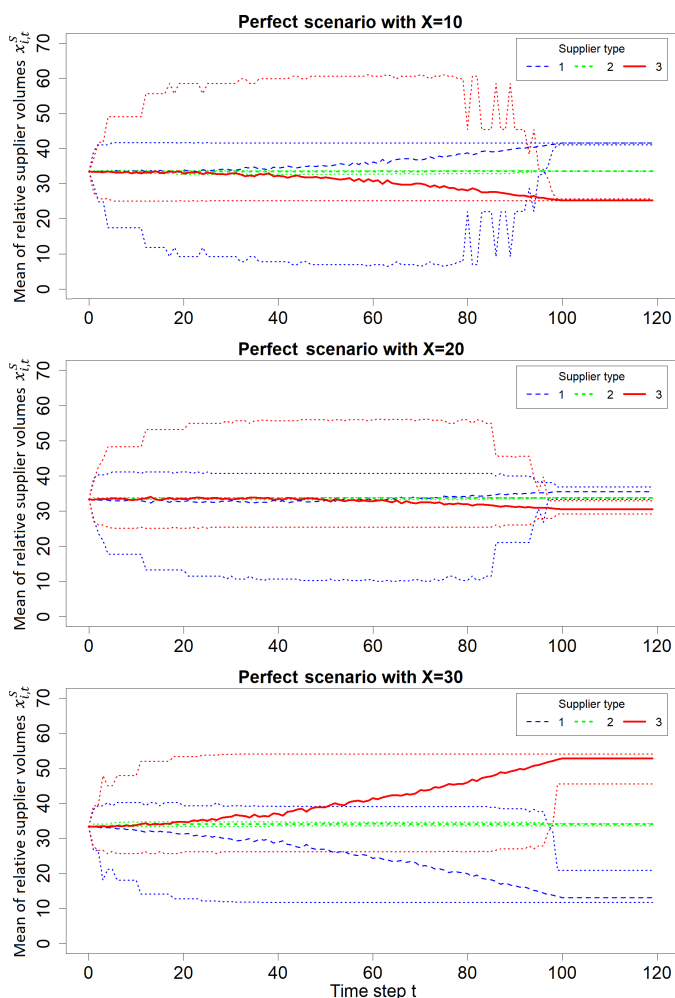 Perfect scenario with X=10
Mean of relative supplier volumes $x_{i,t}^{S}$
70
60
50
40
30
20
10
0
Supplier type
1 2 3
0 20 40 60 80 100 120
Perfect scenario with X=20
Mean of relative supplier volumes $x_{i,t}^{S}$
70
60
50
40
30
20
10
0
Supplier type
1 2 3
0 20 40 60 80 100 120
Perfect scenario with X=30
Mean of relative supplier volumes $x_{i,t}^{S}$
70
60
50
40
30
20
10
0
Supplier type
1 2 3
0 20 40 60 80 100 120
Time step t